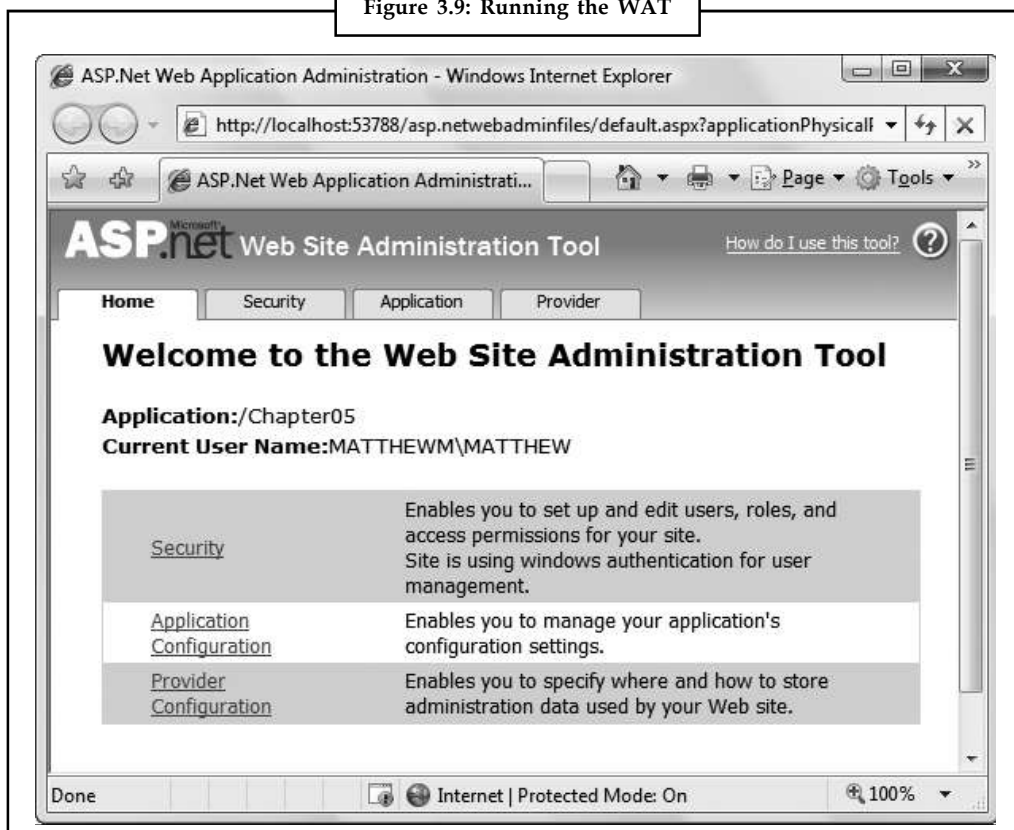 Figure 3.9: Running the WAT
ASP.Net Web Application Administration - Windows Internet Explorer
http://localhost:53788/asp.netwebadminfiles/default.aspx?applicationPhysicalF
ASP.Net Web Application Administrati...
Page
Tools
»
Microsoft
ASP.net Web Site Administration Tool
How do I use this tool? ?
Home Security Application Provider
Welcome to the Web Site Administration Tool
Application:/Chapter05
Current User Name:MATTHEWM\MATTHEW
Security
Enables you to set up and edit users, roles, and
access permissions for your site.
Site is using windows authentication for user
management.
Application
Configuration
Enables you to manage your application's
configuration settings.
Provider
Configuration
Enables you to specify where and how to store
administration data used by your Web site.
Done
Internet | Protected Mode: On
100%